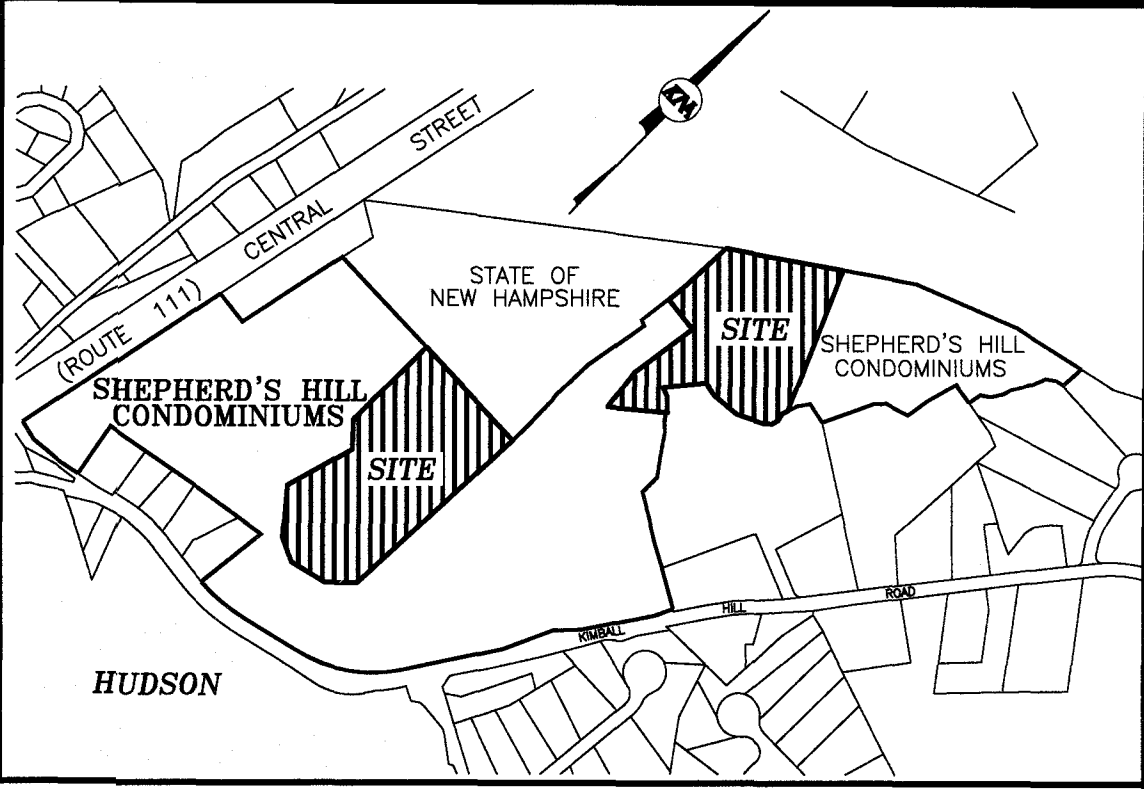 KNA
STREET
CENTRAL
(ROUTE 111)
STATE OF
NEW HAMPSHIRE
SITE
SHEPHERD'S HILL
CONDOMINIUMS
SHEPHERD'S HILL
CONDOMINIUMS
SITE
KIMBALL
HILL
ROAD
HUDSON